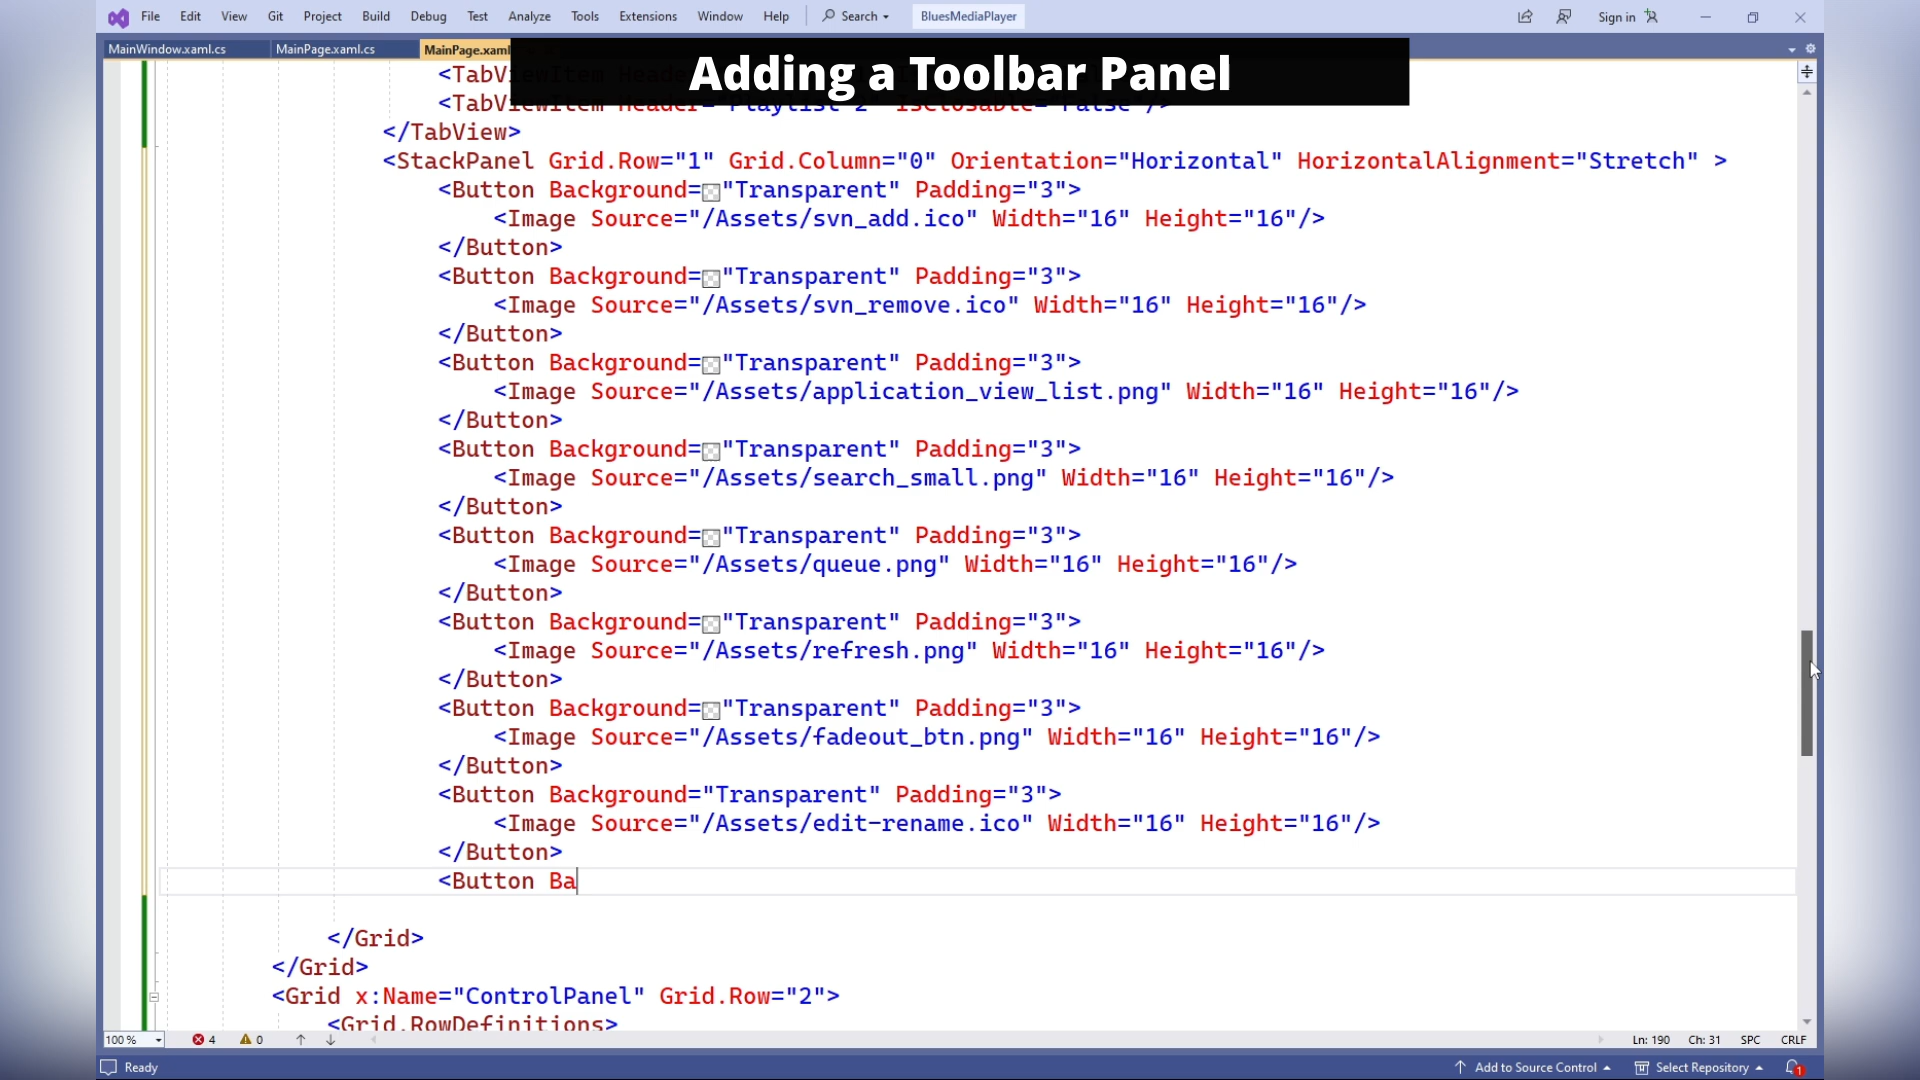 File Edit View Git Project Build Debug Test Analyze Tools Extensions Window Help Search BluesMediaPlayer Sign in
MainWindow.xaml.cs MainPage.xaml.cs MainPage.xaml
Adding a Toolbar Panel
<TabViewItem Header="Playlist 2" IsClosable="False"/>
</TabView>
<StackPanel Grid.Row="1" Grid.Column="0" Orientation="Horizontal" HorizontalAlignment="Stretch" >
<Button Background="Transparent" Padding="3">
<Image Source="/Assets/svn_add.ico" Width="16" Height="16"/>
</Button>
<Button Background="Transparent" Padding="3">
<Image Source="/Assets/svn_remove.ico" Width="16" Height="16"/>
</Button>
<Button Background="Transparent" Padding="3">
<Image Source="/Assets/application_view_list.png" Width="16" Height="16"/>
</Button>
<Button Background="Transparent" Padding="3">
<Image Source="/Assets/search_small.png" Width="16" Height="16"/>
</Button>
<Button Background="Transparent" Padding="3">
<Image Source="/Assets/queue.png" Width="16" Height="16"/>
</Button>
<Button Background="Transparent" Padding="3">
<Image Source="/Assets/refresh.png" Width="16" Height="16"/>
</Button>
<Button Background="Transparent" Padding="3">
<Image Source="/Assets/fadeout_btn.png" Width="16" Height="16"/>
</Button>
<Button Background="Transparent" Padding="3">
<Image Source="/Assets/edit-rename.ico" Width="16" Height="16"/>
</Button>
<Button Ba
</Grid>
</Grid>
<Grid x:Name="ControlPanel" Grid.Row="2">
<Grid.RowDefinitions>
100 % 4 0 Ln: 190 Ch: 31 SPC CRLF
Ready Add to Source Control Select Repository 1